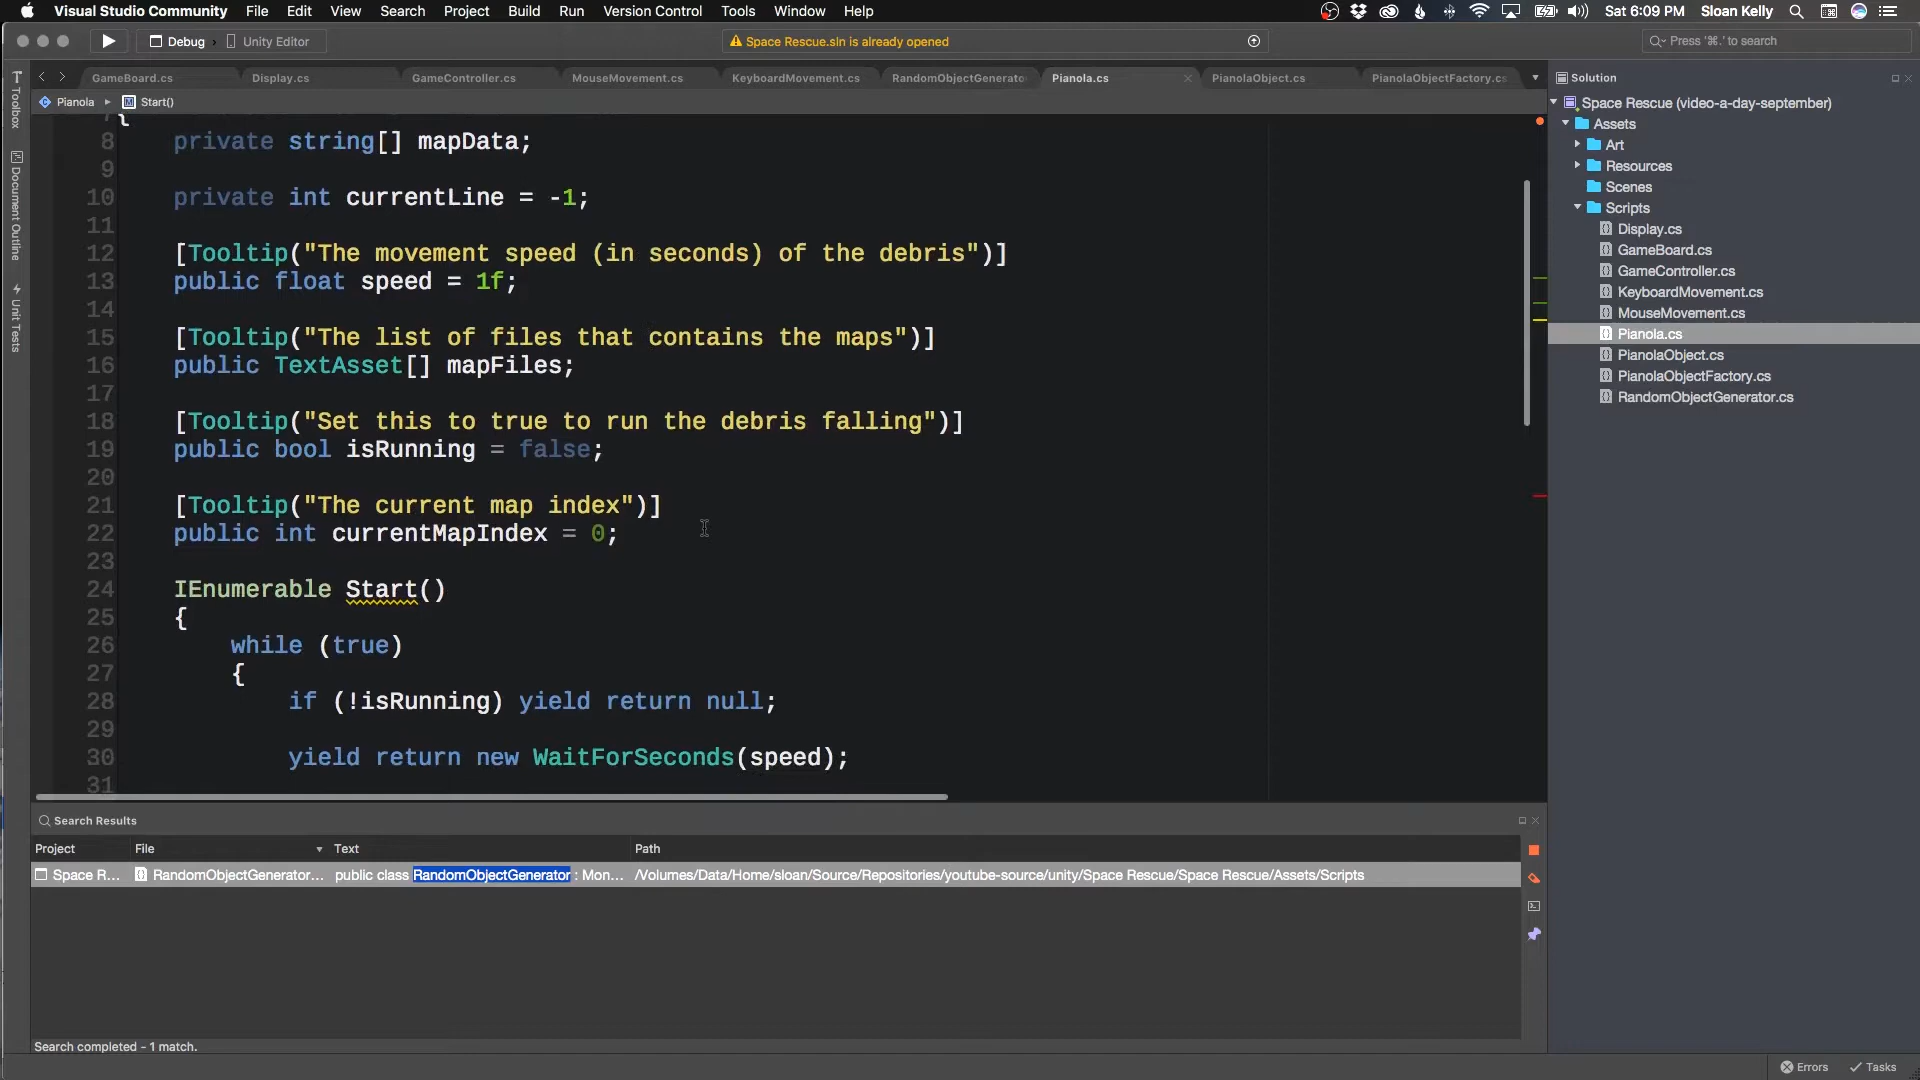 Visual Studio Community File Edit View Search Project Build Run Version Control Tools Window Help Sat 6:09 PM Sloan Kelly
Debug › Unity Editor Space Rescue.sln is already opened Press '⌘.' to search
GameBoard.cs Display.cs GameController.cs MouseMovement.cs KeyboardMovement.cs RandomObjectGenerato Pianola.cs PianolaObject.cs PianolaObjectFactory.cs
Pianola Start()
Toolbox
Document Outline
Unit Tests
7 {
8 private string[] mapData;
9
10 private int currentLine = -1;
11
12 [Tooltip("The movement speed (in seconds) of the debris")]
13 public float speed = 1f;
14
15 [Tooltip("The list of files that contains the maps")]
16 public TextAsset[] mapFiles;
17
18 [Tooltip("Set this to true to run the debris falling")]
19 public bool isRunning = false;
20
21 [Tooltip("The current map index")]
22 public int currentMapIndex = 0;
23
24 IEnumerable Start()
25 {
26 while (true)
27 {
28 if (!isRunning) yield return null;
29
30 yield return new WaitForSeconds(speed);
31
Solution
Space Rescue (video-a-day-september)
Assets
Art
Resources
Scenes
Scripts
Display.cs
GameBoard.cs
GameController.cs
KeyboardMovement.cs
MouseMovement.cs
Pianola.cs
PianolaObject.cs
PianolaObjectFactory.cs
RandomObjectGenerator.cs
Search Results
Project File Text Path
Space R... RandomObjectGenerator... public class RandomObjectGenerator : Mon... /Volumes/Data/Home/sloan/Source/Repositories/youtube-source/unity/Space Rescue/Space Rescue/Assets/Scripts
Search completed - 1 match.
Errors Tasks